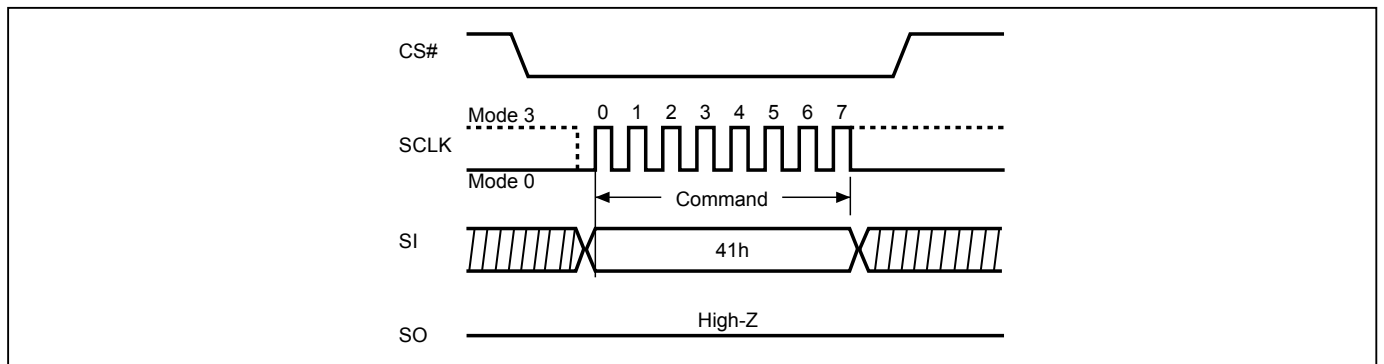 CS#
Mode 3 0 1 2 3 4 5 6 7
SCLK
Mode 0
Command
SI
41h
High-Z
SO